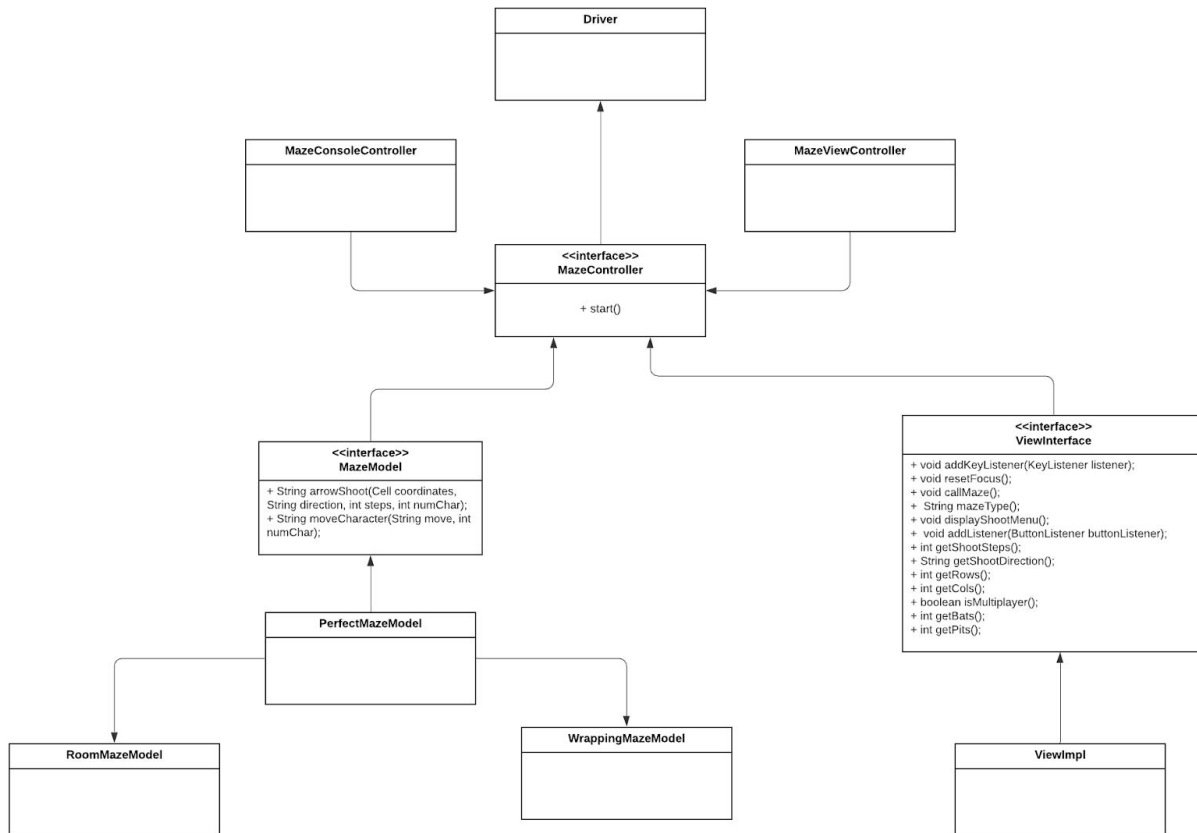 Driver
MazeConsoleController
MazeViewController
<<interface>>
MazeController
+ start()
<<interface>>
MazeModel
+ String arrowShoot(Cell coordinates,
String direction, int steps, int numChar);
+ String moveCharacter(String move, int
numChar);
<<interface>>
ViewInterface
+ void addKeyListener(KeyListener listener);
+ void resetFocus();
+ void callMaze();
+ String mazeType();
+ void displayShootMenu();
+ void addListener(ButtonListener buttonListener);
+ int getShootSteps();
+ String getShootDirection();
+ int getRows();
+ int getCols();
+ boolean isMultiplayer();
+ int getBats();
+ int getPits();
PerfectMazeModel
RoomMazeModel
WrappingMazeModel
ViewImpl